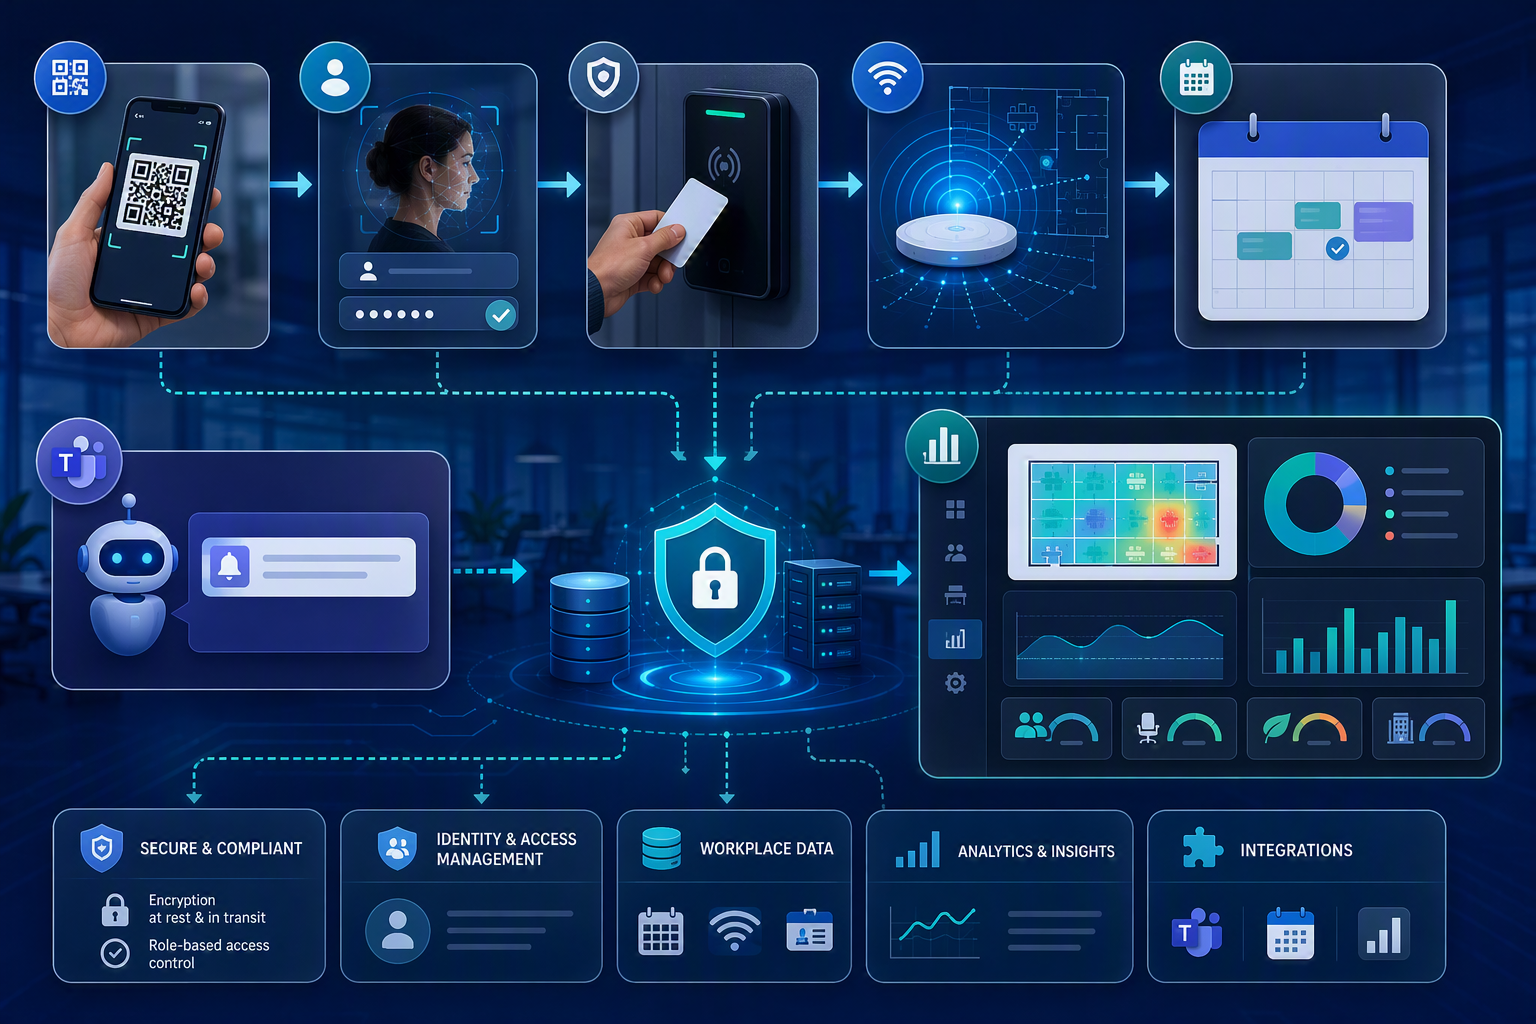 T
SECURE & COMPLIANT
Encryption
at rest & in transit
Role-based access
control
IDENTITY & ACCESS
MANAGEMENT
WORKPLACE DATA
ANALYTICS & INSIGHTS
INTEGRATIONS
T